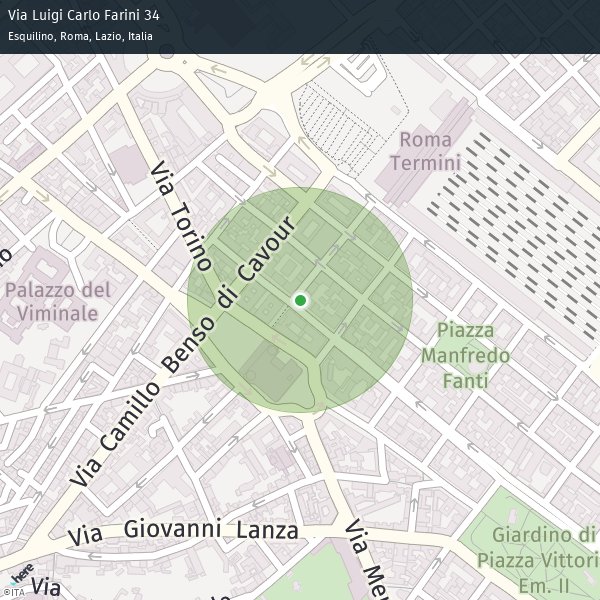 Via Luigi Carlo Farini 34
Esquilino, Roma, Lazio, Italia
Roma
Termini
Via Torino
Via Camillo Benso di Cavour
Palazzo del
Viminale
Piazza
Manfredo
Fanti
Via Giovanni Lanza
Via Mer
Giardino di
Piazza Vittori
Em. II
here
Via
©ITA